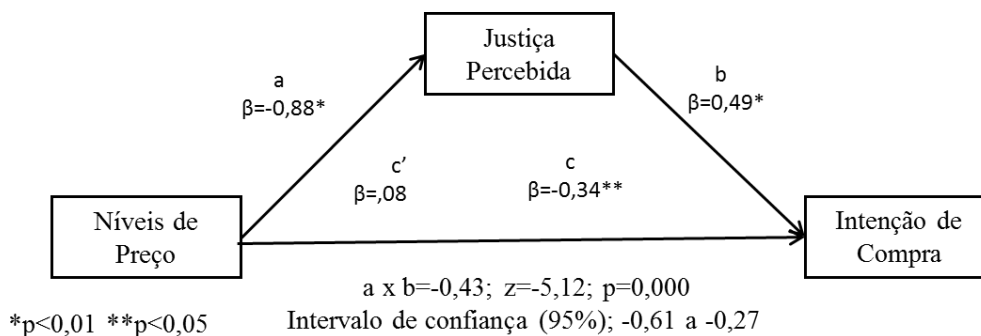 Justiça
Percebida
a
β=-0,88*
b
β=0,49*
c’
β=,08
c
β=-0,34**
Níveis de
Preço
Intenção de
Compra
a x b=-0,43; z=-5,12; p=0,000
*p<0,01 **p<0,05
Intervalo de confiança (95%); -0,61 a -0,27